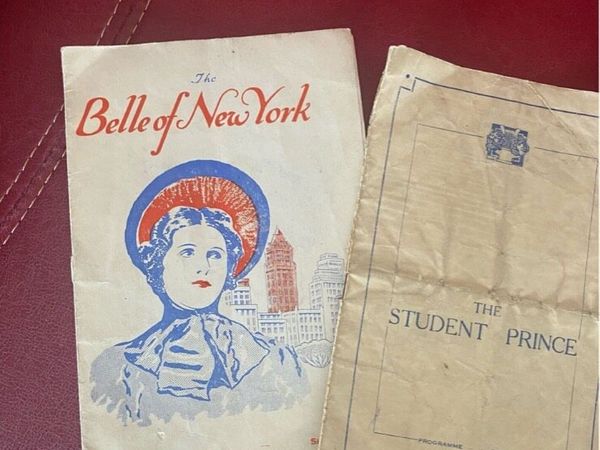 The
Belle of New York
THE
STUDENT PRINCE
PROGRAMME